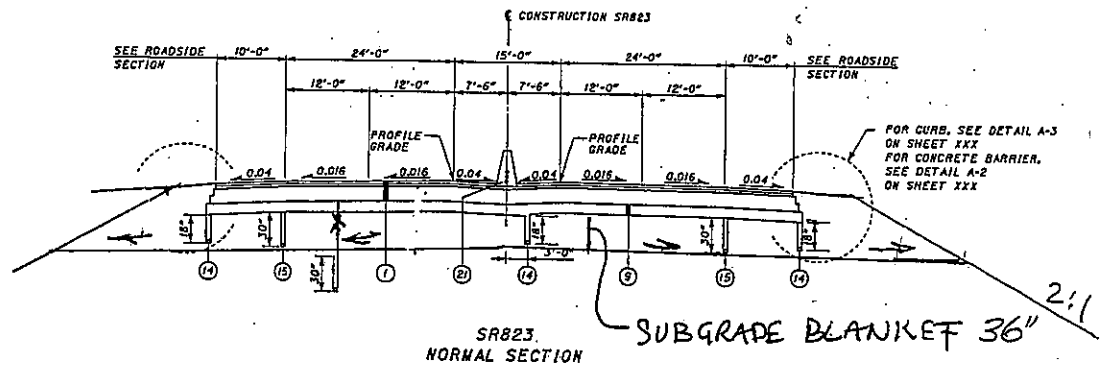 ℄ CONSTRUCTION SR823
SEE ROADSIDE
SECTION
10'-0"
24'-0"
15'-0"
24'-0"
10'-0"
SEE ROADSIDE
SECTION
12'-0"
12'-0"
7'-6"
7'-6"
12'-0"
12'-0"
PROFILE
GRADE
PROFILE
GRADE
FOR CURB, SEE DETAIL A-3
ON SHEET XXX
FOR CONCRETE BARRIER,
SEE DETAIL A-2
ON SHEET XXX
0.04
0.016
0.016
0.04
0.04
0.016
0.016
0.04
18"
30"
18"
30"
18"
30"
3'-0"
14
15
1
21
14
9
15
14
2:1
SUBGRADE BLANKET 36"
SR823
NORMAL SECTION